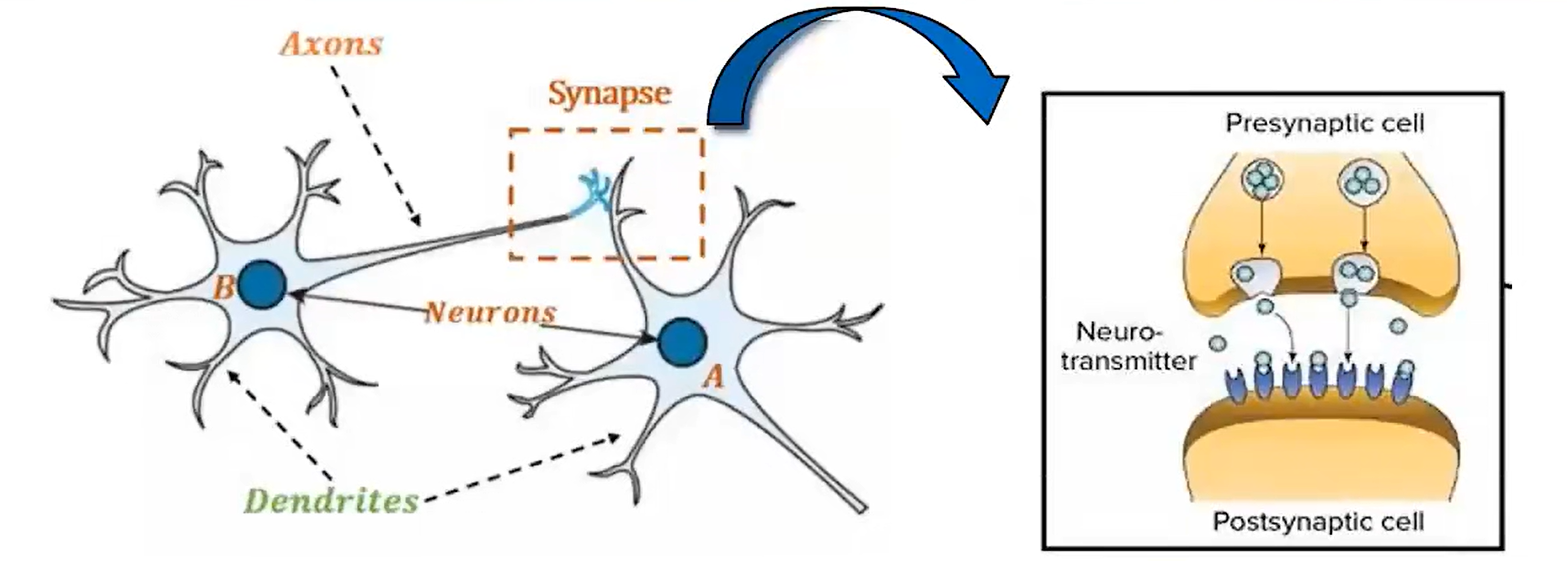 Axons
Synapse
B
Neurons
A
Dendrites
Presynaptic cell
Neuro-
transmitter
Postsynaptic cell